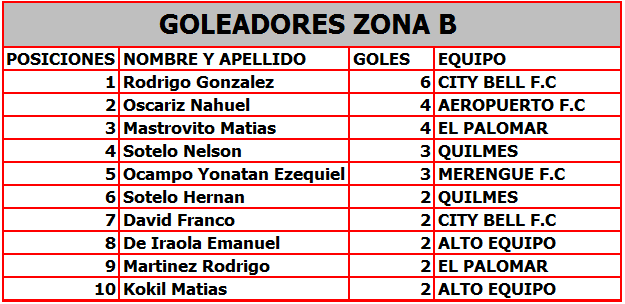 GOLEADORES ZONA B
POSICIONES NOMBRE Y APELLIDO GOLES EQUIPO
1 Rodrigo Gonzalez 6 CITY BELL F.C
2 Oscariz Nahuel 4 AEROPUERTO F.C
3 Mastrovito Matias 4 EL PALOMAR
4 Sotelo Nelson 3 QUILMES
5 Ocampo Yonatan Ezequiel 3 MERENGUE F.C
6 Sotelo Hernan 2 QUILMES
7 David Franco 2 CITY BELL F.C
8 De Iraola Emanuel 2 ALTO EQUIPO
9 Martinez Rodrigo 2 EL PALOMAR
10 Kokil Matias 2 ALTO EQUIPO